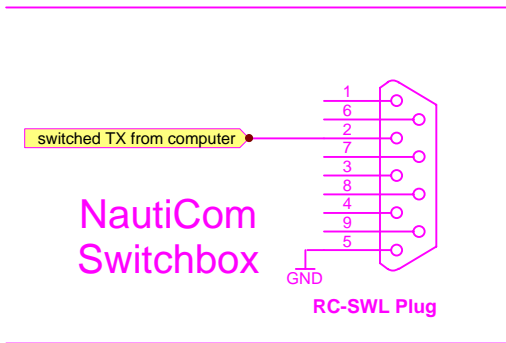 1
6
switched TX from computer
2
7
3
8
4
9
5
NautiCom
Switchbox
GND
RC-SWL Plug